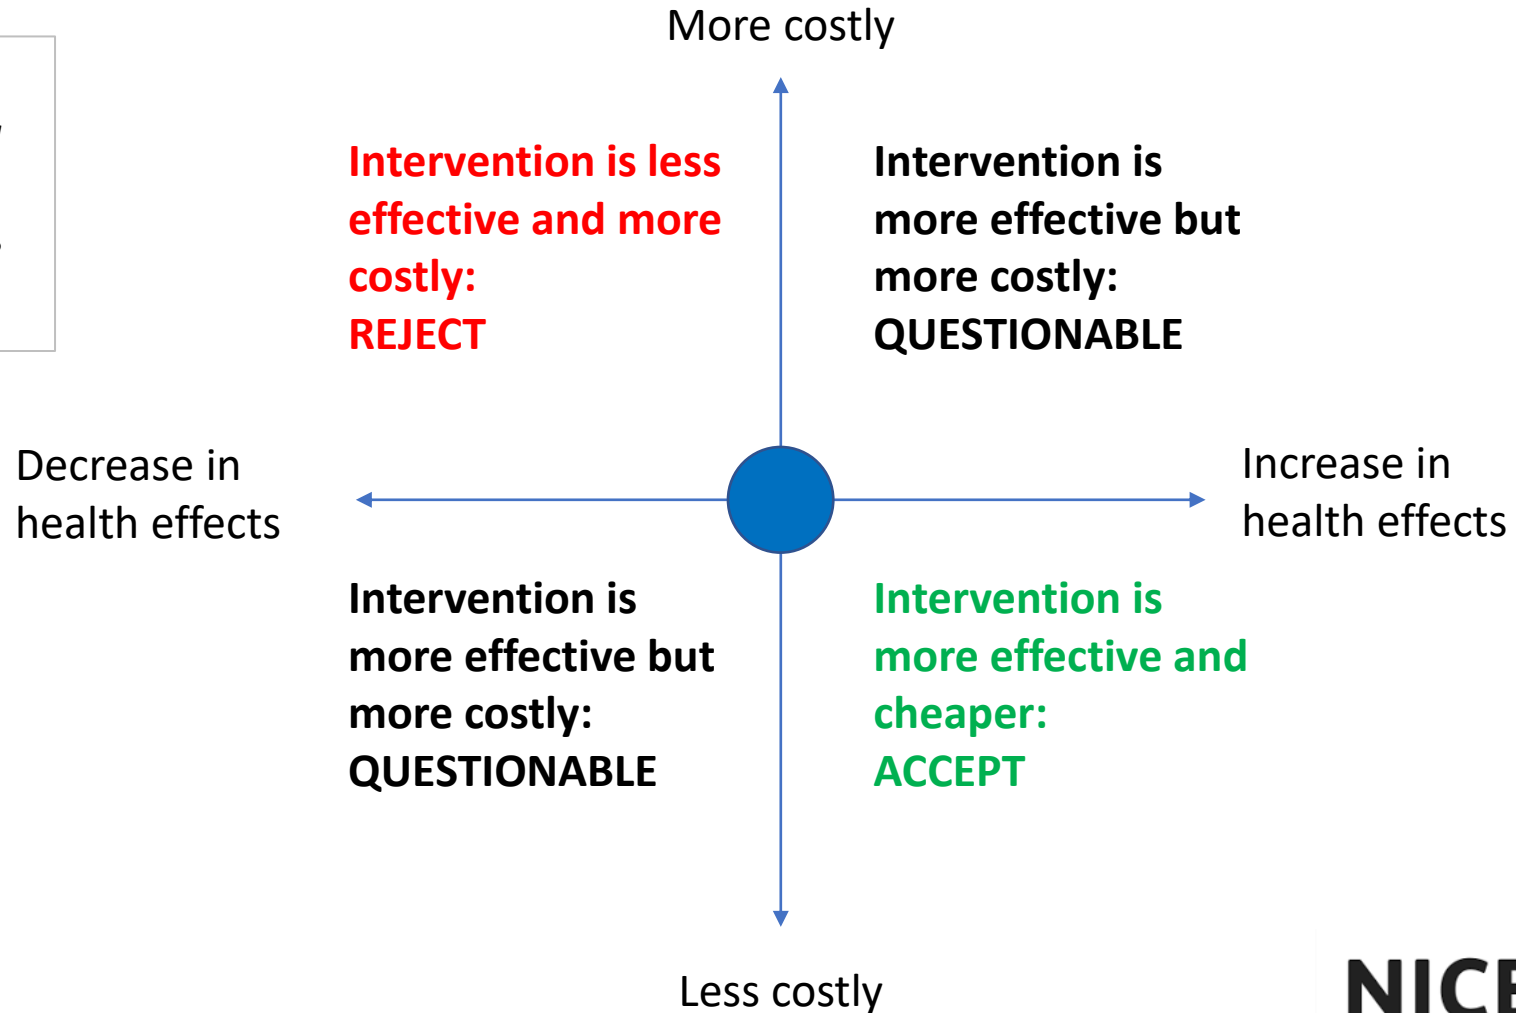 More costly
Intervention is less
effective and more
costly:
REJECT
Intervention is
more effective but
more costly:
QUESTIONABLE
Decrease in
health effects
Increase in
health effects
Intervention is
more effective but
more costly:
QUESTIONABLE
Intervention is
more effective and
cheaper:
ACCEPT
Less costly
NICE